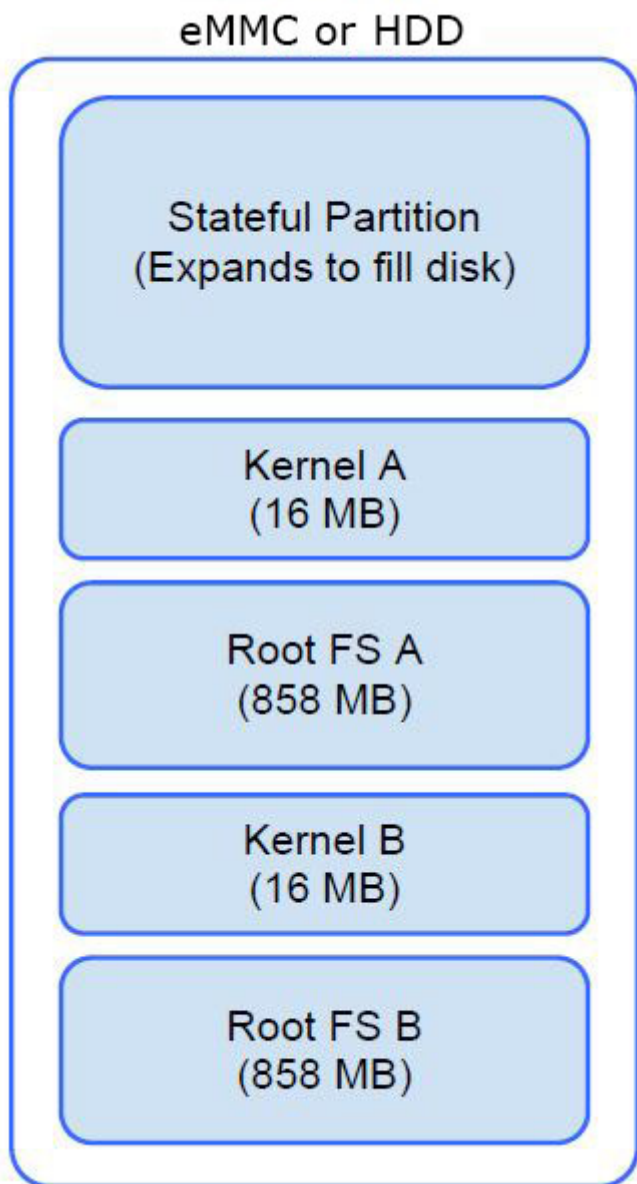 eMMC or HDD
Stateful Partition
(Expands to fill disk)
Kernel A
(16 MB)
Root FS A
(858 MB)
Kernel B
(16 MB)
Root FS B
(858 MB)